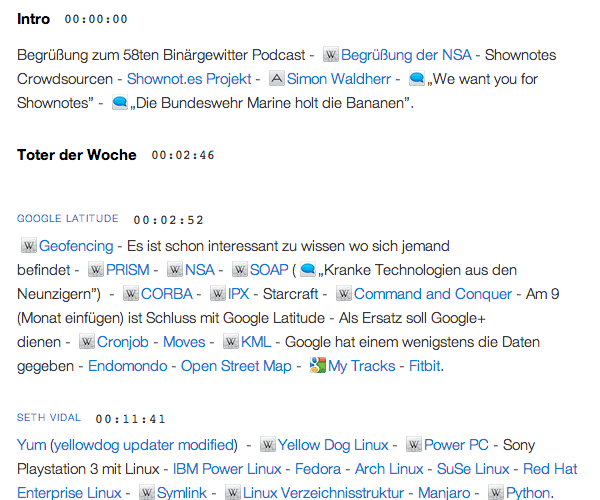 Intro 00:00:00
Begrüßung zum 58ten Binärgewitter Podcast - Begrüßung der NSA - Shownotes
Crowdsourcen - Shownot.es Projekt - Simon Waldherr - „We want you for
Shownotes” - „Die Bundeswehr Marine holt die Bananen”.
Toter der Woche 00:02:46
GOOGLE LATITUDE 00:02:52
Geofencing - Es ist schon interessant zu wissen wo sich jemand
befindet - PRISM - NSA - SOAP ( „Kranke Technologien aus den
Neunzigern”) - CORBA - IPX - Starcraft - Command and Conquer - Am 9
(Monat einfügen) ist Schluss mit Google Latitude - Als Ersatz soll Google+
dienen - Cronjob - Moves - KML - Google hat einem wenigstens die Daten
gegeben - Endomondo - Open Street Map - My Tracks - Fitbit.
SETH VIDAL 00:11:41
Yum (yellowdog updater modified) - Yellow Dog Linux - Power PC - Sony
Playstation 3 mit Linux - IBM Power Linux - Fedora - Arch Linux - SuSe Linux - Red Hat
Enterprise Linux - Symlink - Linux Verzeichnisstruktur - Manjaro - Python.